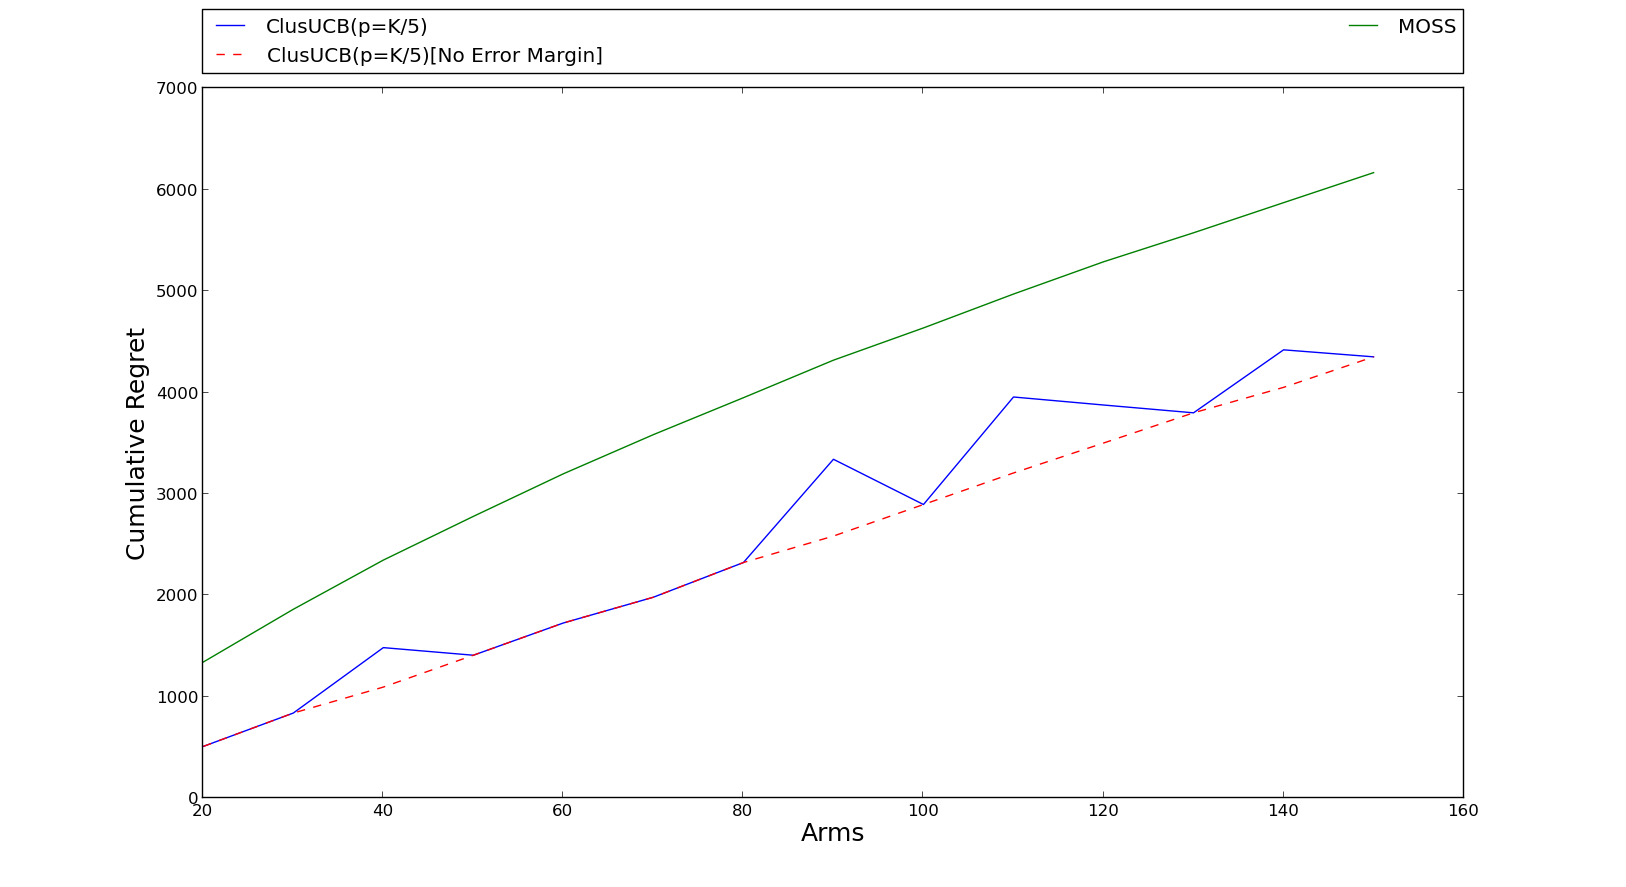 ClusUCB(p=K/5)
MOSS
ClusUCB(p=K/5)[No Error Margin]
7000
6000
5000
4000
3000
2000
1000
0
Cumulative Regret
20 40 60 80 100 120 140 160
Arms